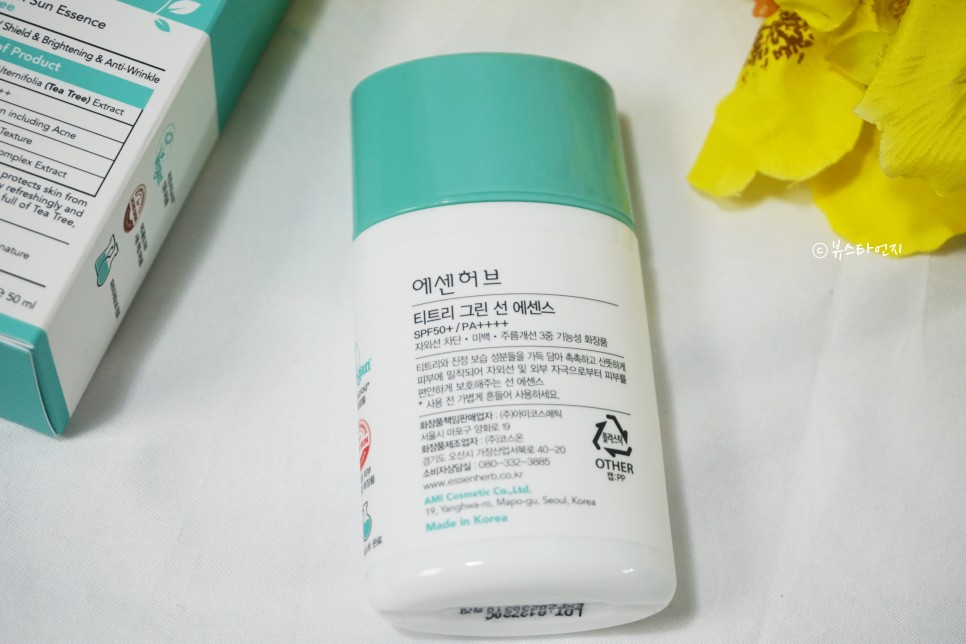 Sun Essence
Shield & Brightening & Anti-Wrinkle
of Product
(Tea Tree) Extract
including Acne
Texture
Complex Extract
protects skin from
refreshingly and
full of Tea Tree,
50 ml
에센허브
티트리 그린 선 에센스
SPF50+/PA++++
자외선 차단 • 미백 • 주름개선 3중 기능성 화장품
티트리와 진정 보습 성분들을 가득 담아 촉촉하고 산뜻하게
피부에 밀착되어 자외선 및 외부 자극으로부터 피부를
편안하게 보호해주는 선 에센스
* 사용 전 가볍게 흔들어 사용하세요.
화장품책임판매업자 : (주)아미코스메틱
서울시 마포구 양화로 19
화장품제조업자 : (주)코스온
경기도 오산시 가장산업서북로 40-20
소비자상담실 : 080-332-3885
www.essenherb.co.kr
AMI Cosmetic Co.,Ltd.
19, Yanghwa-ro, Mapo-gu, Seoul, Korea
Made in Korea
플라스틱
OTHER
캡:PP
ⓒ뷰스타언지